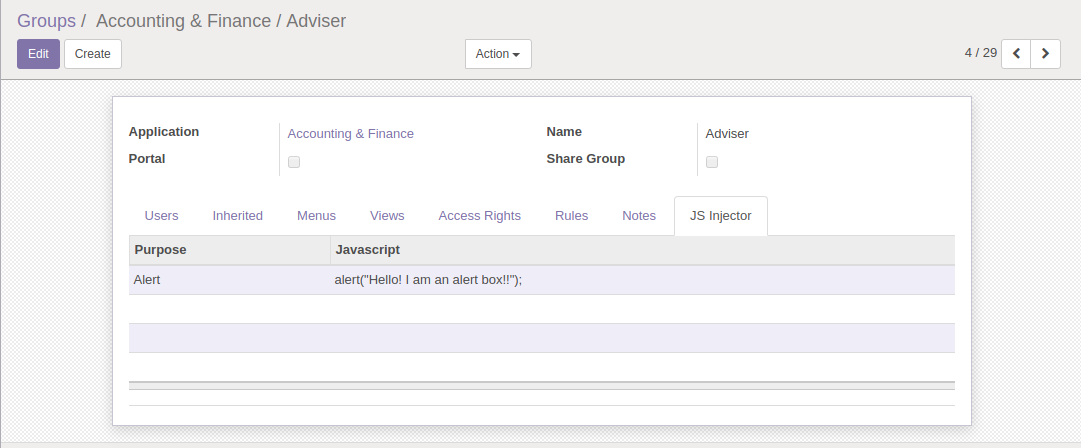 Groups / Accounting & Finance / Adviser
Edit Create Action 4 / 29
Application Accounting & Finance Name Adviser
Portal Share Group
Users Inherited Menus Views Access Rights Rules Notes JS Injector
Purpose Javascript
Alert alert("Hello! I am an alert box!!");